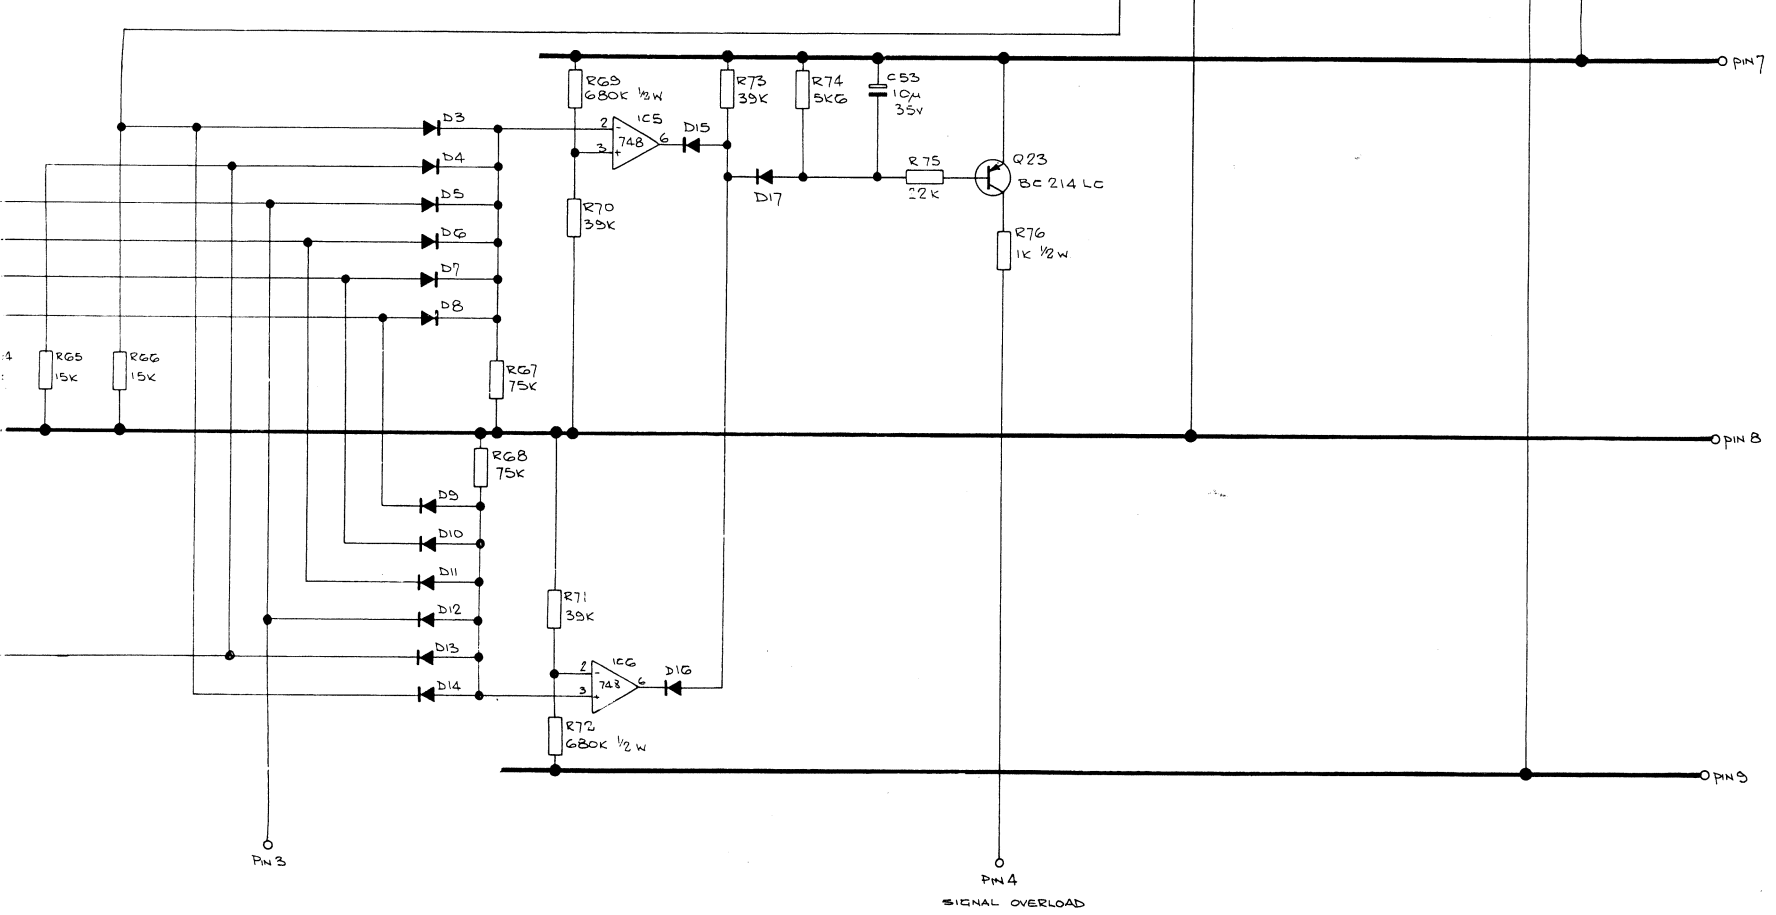 PIN 7
R69
680K ½W
R73
39K
R74
5K6
C53
10µ
35V
D3
2
-
IC5
748
3
+
6
D15
D4
R75
Q23
BC 214 LC
D5
D17
R70
39K
D6
R76
1K ½W
D7
D8
4
R65
15K
R66
15K
R67
75K
PIN 8
R68
75K
D9
D10
D11
R71
39K
D12
D13
2
-
IC6
748
3
+
6
D16
D14
R72
680K ½W
PIN 9
PIN 3
PIN 4
SIGNAL OVERLOAD